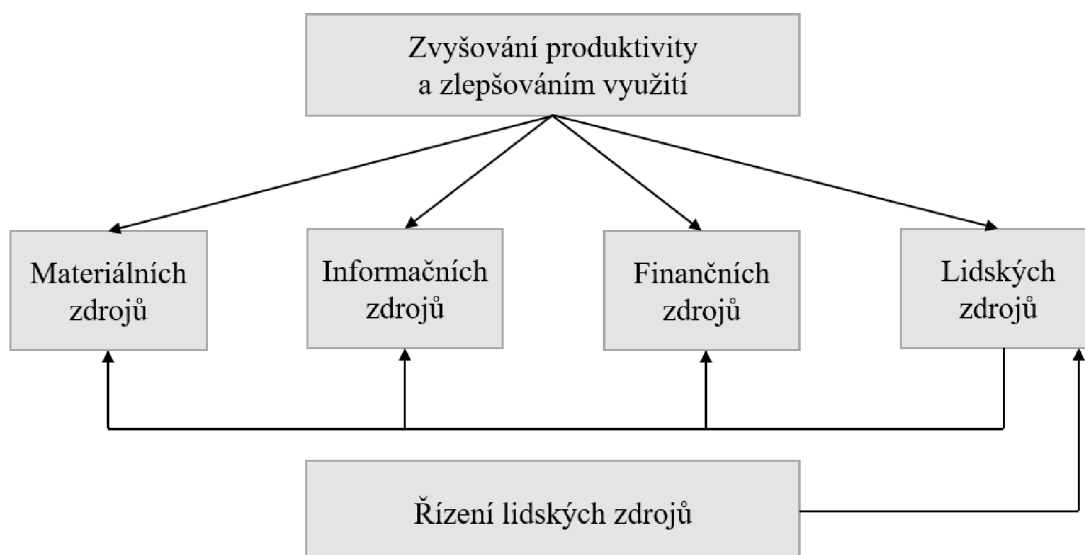 Zvyšování produktivity
a zlepšováním využití
Materiálních
zdrojů
Informačních
zdrojů
Finančních
zdrojů
Lidských
zdrojů
Řízení lidských zdrojů